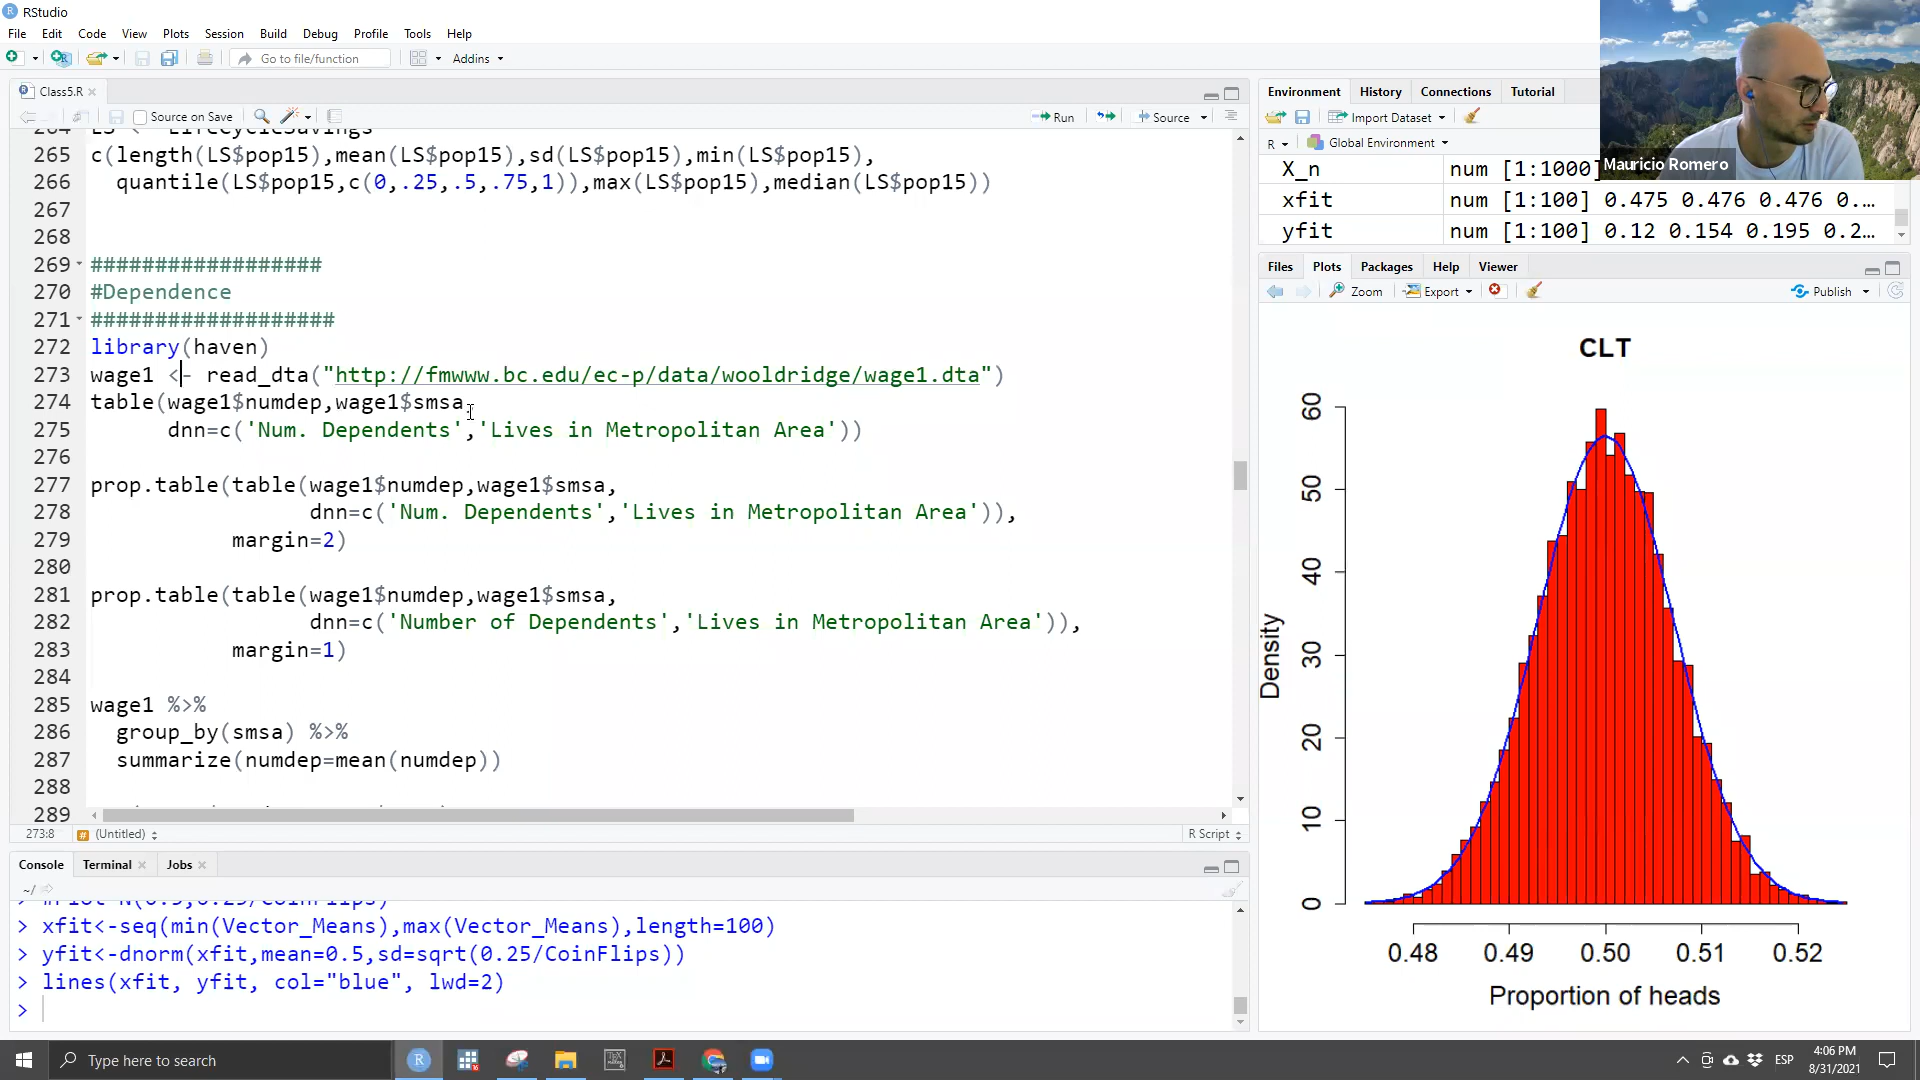 RStudio
File Edit Code View Plots Session Build Debug Profile Tools Help
Go to file/function
Addins
Class5.R
Source on Save
Run
Source
264 LS <- LifeCycleSavings
265 c(length(LS$pop15),mean(LS$pop15),sd(LS$pop15),min(LS$pop15),
266 quantile(LS$pop15,c(0,.25,.5,.75,1)),max(LS$pop15),median(LS$pop15))
267
268
269 ##################
270 #Dependence
271 ###################
272 library(haven)
273 wage1 <- read_dta("http://fmwww.bc.edu/ec-p/data/wooldridge/wage1.dta")
274 table(wage1$numdep,wage1$smsa,
275 dnn=c('Num. Dependents','Lives in Metropolitan Area'))
276
277 prop.table(table(wage1$numdep,wage1$smsa,
278 dnn=c('Num. Dependents','Lives in Metropolitan Area')),
279 margin=2)
280
281 prop.table(table(wage1$numdep,wage1$smsa,
282 dnn=c('Number of Dependents','Lives in Metropolitan Area')),
283 margin=1)
284
285 wage1 %>%
286 group_by(smsa) %>%
287 summarize(numdep=mean(numdep))
288
289
273:8 (Untitled)
R Script
Console Terminal Jobs
~/
> #Plot N(0.5,0.25/CoinFlips)
> xfit<-seq(min(Vector_Means),max(Vector_Means),length=100)
> yfit<-dnorm(xfit,mean=0.5,sd=sqrt(0.25/CoinFlips))
> lines(xfit, yfit, col="blue", lwd=2)
>
Environment History Connections Tutorial
Import Dataset
R Global Environment
X_n num [1:1000]
xfit num [1:100] 0.475 0.476 0.476 0.…
yfit num [1:100] 0.12 0.154 0.195 0.2…
Mauricio Romero
Files Plots Packages Help Viewer
Zoom Export Publish
CLT
Density
60
50
40
30
20
10
0
0.48 0.49 0.50 0.51 0.52
Proportion of heads
Type here to search
ESP
4:06 PM
8/31/2021